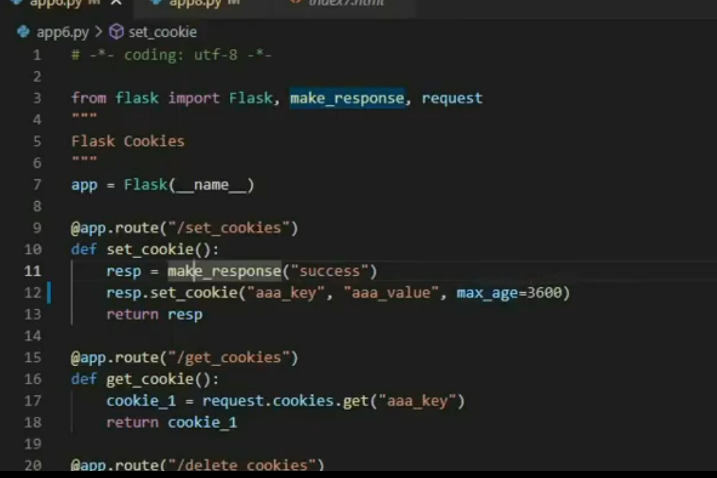 app6.py M X app8.py M <> index7.html
app6.py > set_cookie
1 # -*- coding: utf-8 -*-
2
3 from flask import Flask, make_response, request
4 """
5 Flask Cookies
6 """
7 app = Flask(__name__)
8
9 @app.route("/set_cookies")
10 def set_cookie():
11 resp = make_response("success")
12 resp.set_cookie("aaa_key", "aaa_value", max_age=3600)
13 return resp
14
15 @app.route("/get_cookies")
16 def get_cookie():
17 cookie_1 = request.cookies.get("aaa_key")
18 return cookie_1
19
20 @app.route("/delete_cookies")